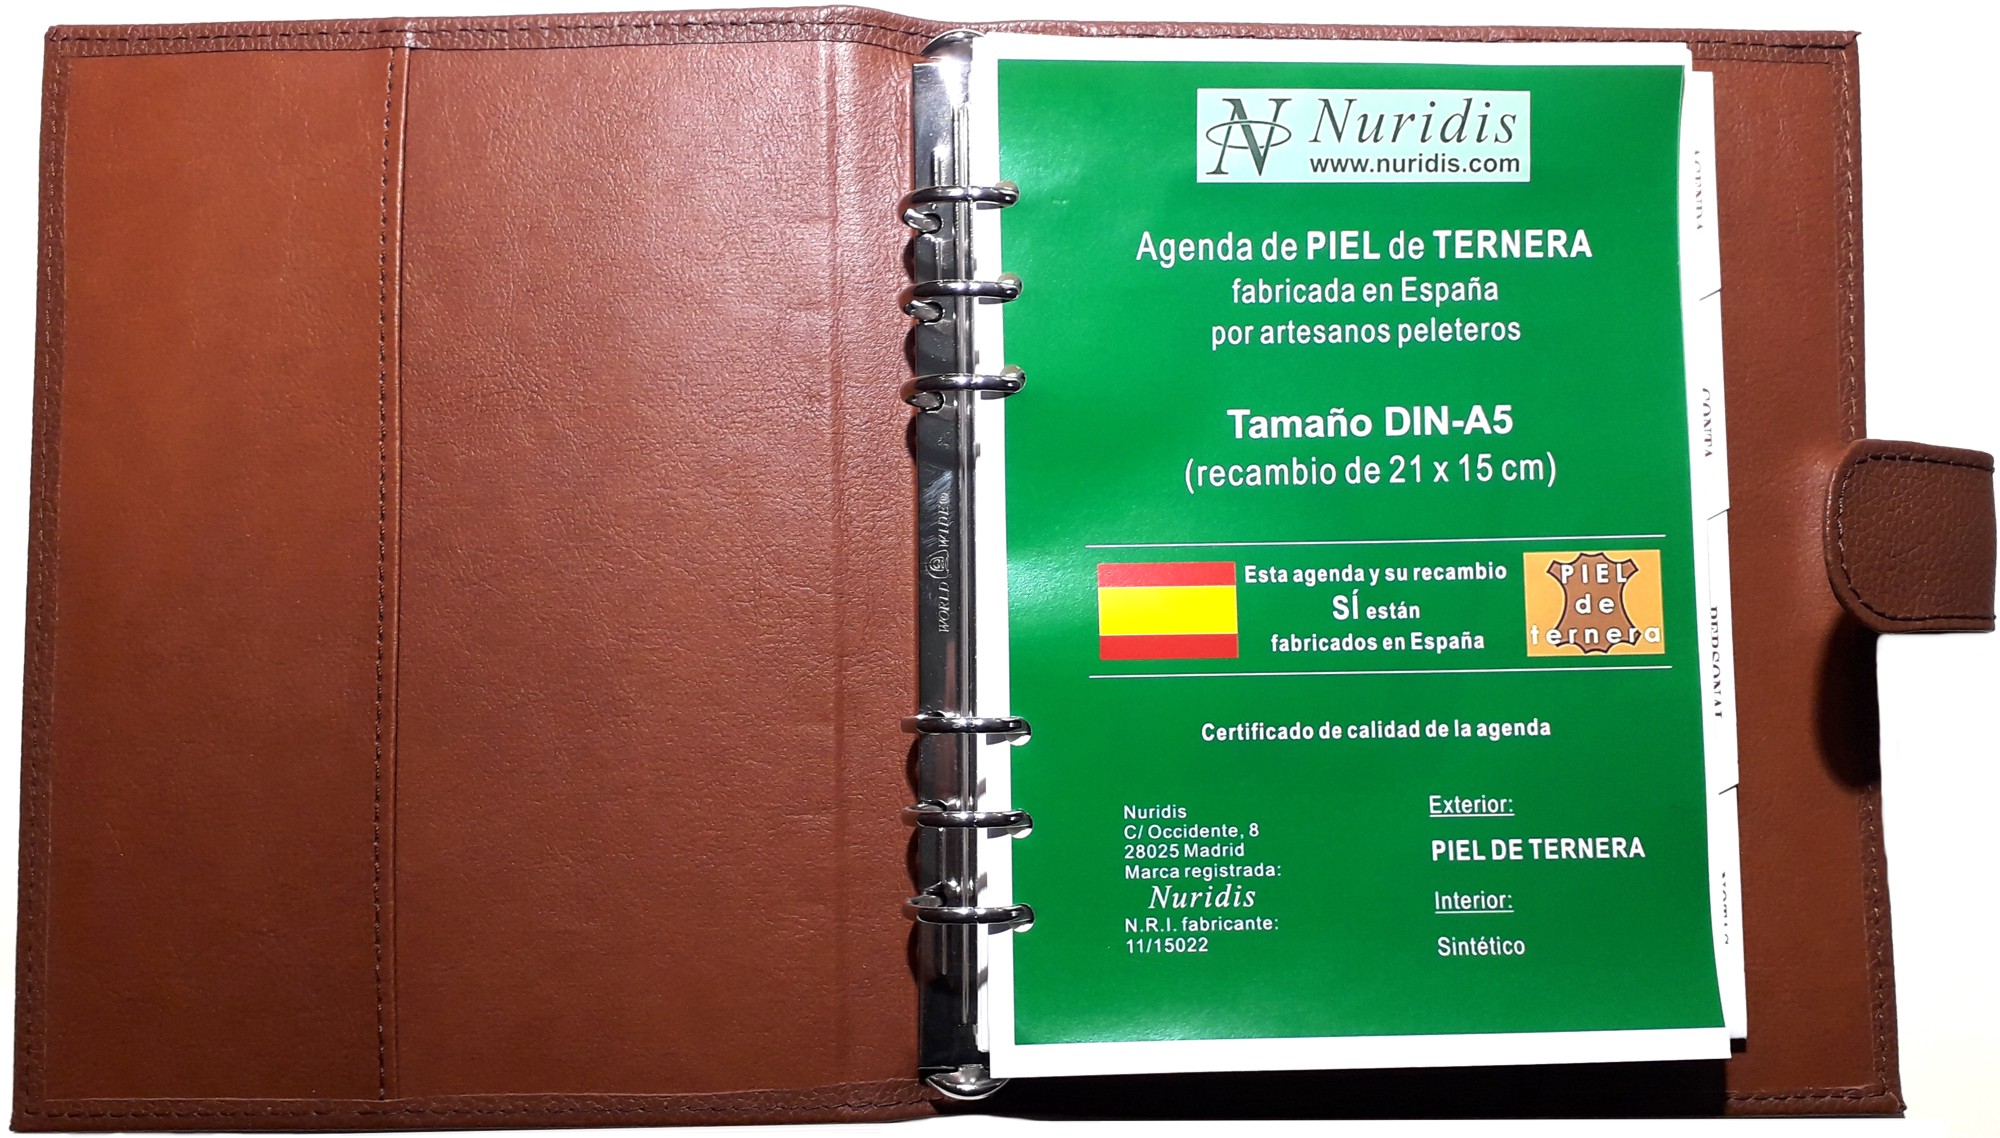 Nuridis
www.nuridis.com
Agenda de PIEL de TERNERA
fabricada en España
por artesanos peleteros
Tamaño DIN-A5
(recambio de 21 x 15 cm)
Esta agenda y su recambio
SÍ están
fabricados en España
PIEL
de
ternera
Certificado de calidad de la agenda
Nuridis
C/ Occidente, 8
28025 Madrid
Marca registrada:
Nuridis
N.R.I. fabricante:
11/15022
Exterior:
PIEL DE TERNERA
Interior:
Sintético
WORLD WIDE
PERSONAL